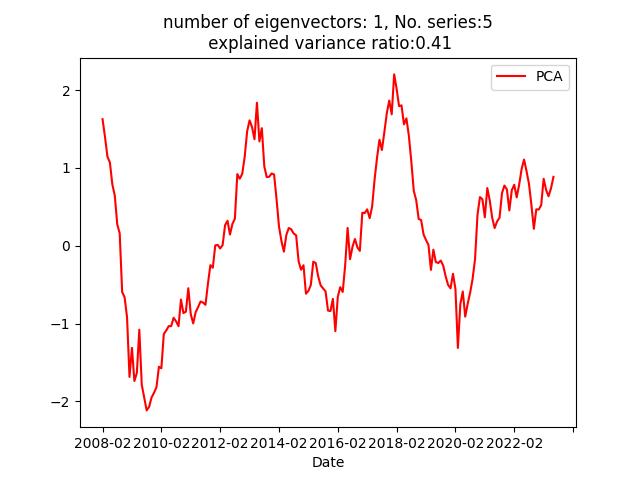 number of eigenvectors: 1, No. series:5
explained variance ratio:0.41
PCA
2
1
0
−1
−2
2008-02 2010-02 2012-02 2014-02 2016-02 2018-02 2020-02 2022-02
Date